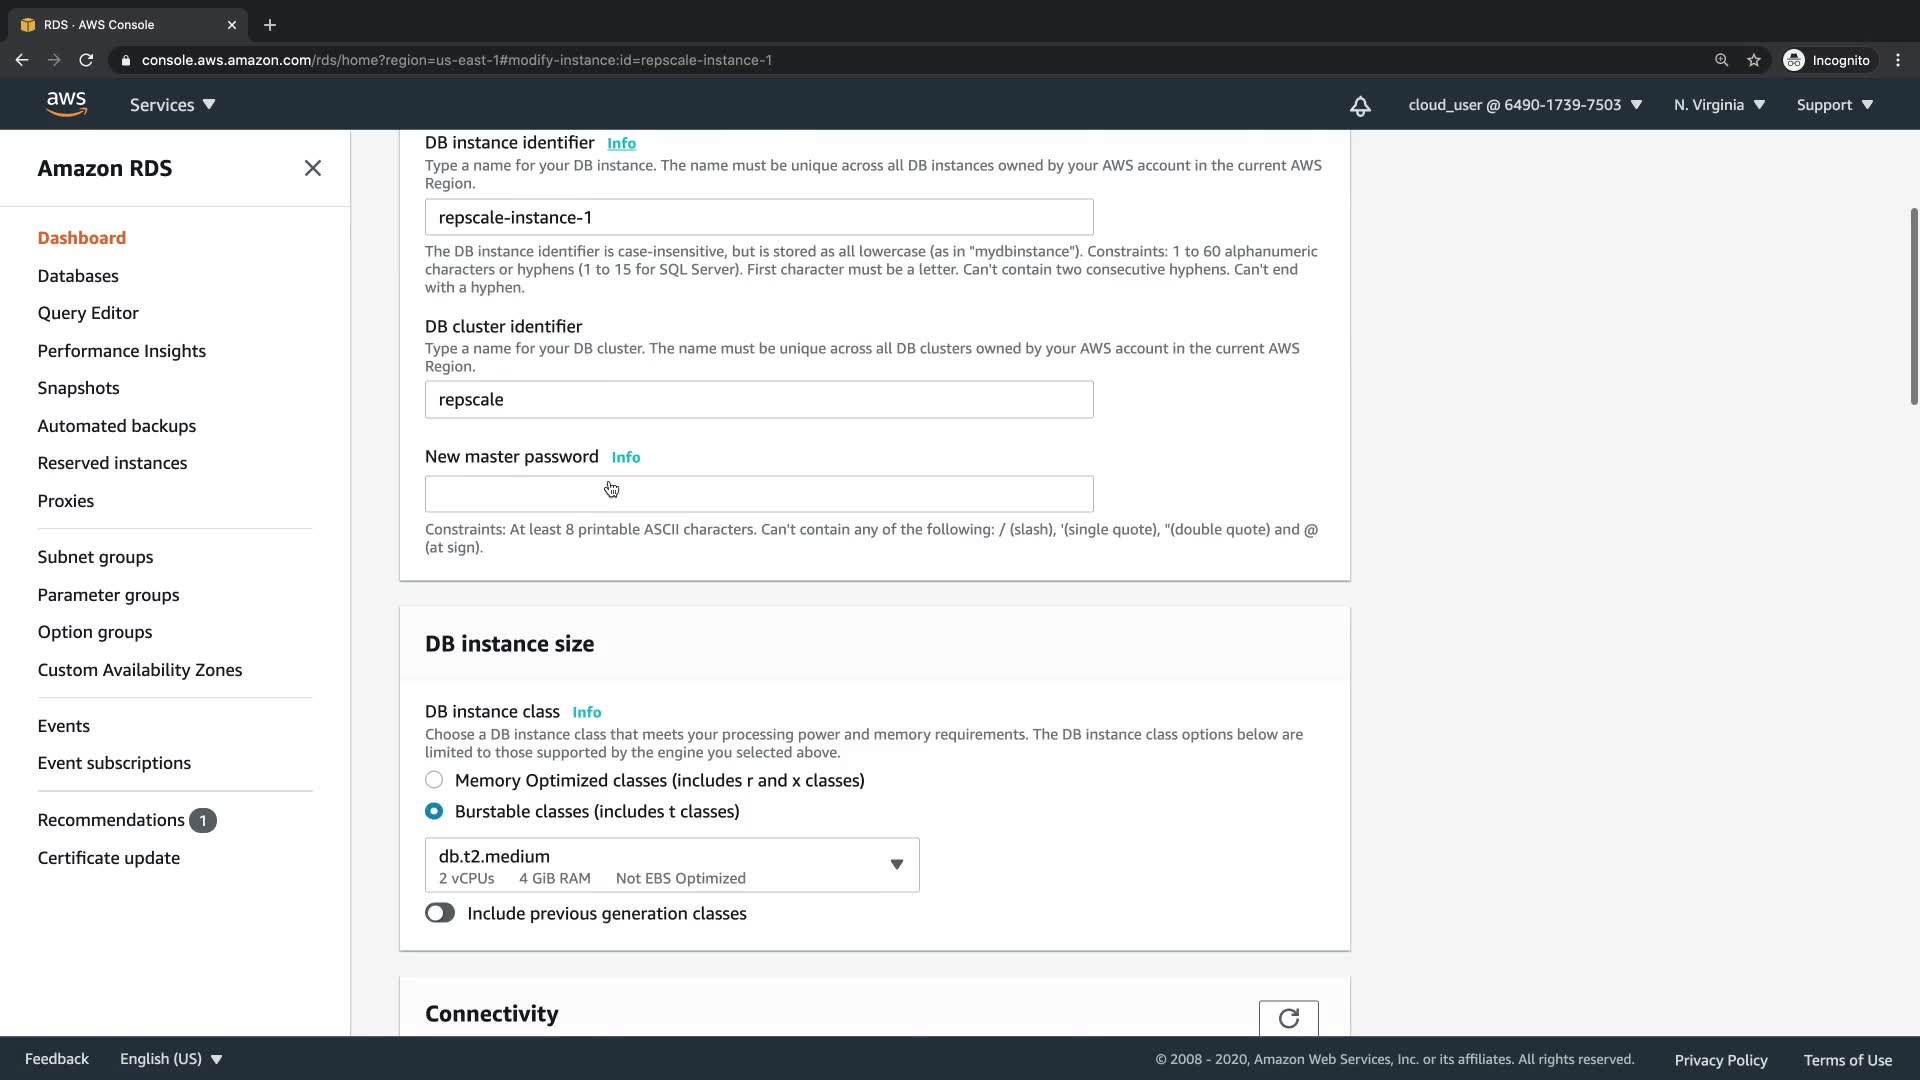 RDS · AWS Console
console.aws.amazon.com/rds/home?region=us-east-1#modify-instance:id=repscale-instance-1
Incognito
aws
Services
cloud_user @ 6490-1739-7503
N. Virginia
Support
Amazon RDS
Dashboard
Databases
Query Editor
Performance Insights
Snapshots
Automated backups
Reserved instances
Proxies
Subnet groups
Parameter groups
Option groups
Custom Availability Zones
Events
Event subscriptions
Recommendations 1
Certificate update
DB instance identifier Info
Type a name for your DB instance. The name must be unique across all DB instances owned by your AWS account in the current AWS
Region.
repscale-instance-1
The DB instance identifier is case-insensitive, but is stored as all lowercase (as in "mydbinstance"). Constraints: 1 to 60 alphanumeric
characters or hyphens (1 to 15 for SQL Server). First character must be a letter. Can't contain two consecutive hyphens. Can't end
with a hyphen.
DB cluster identifier
Type a name for your DB cluster. The name must be unique across all DB clusters owned by your AWS account in the current AWS
Region.
repscale
New master password Info
Constraints: At least 8 printable ASCII characters. Can't contain any of the following: / (slash), '(single quote), "(double quote) and @
(at sign).
DB instance size
DB instance class Info
Choose a DB instance class that meets your processing power and memory requirements. The DB instance class options below are
limited to those supported by the engine you selected above.
Memory Optimized classes (includes r and x classes)
Burstable classes (includes t classes)
db.t2.medium
2 vCPUs 4 GiB RAM Not EBS Optimized
Include previous generation classes
Connectivity
Feedback
English (US)
© 2008 - 2020, Amazon Web Services, Inc. or its affiliates. All rights reserved.
Privacy Policy
Terms of Use